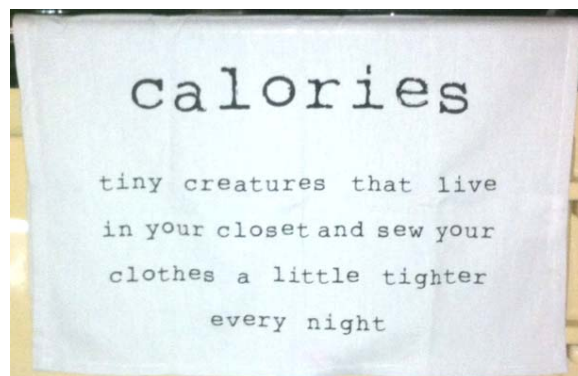 calories
tiny creatures that live
in your closet and sew your
clothes a little tighter
every night